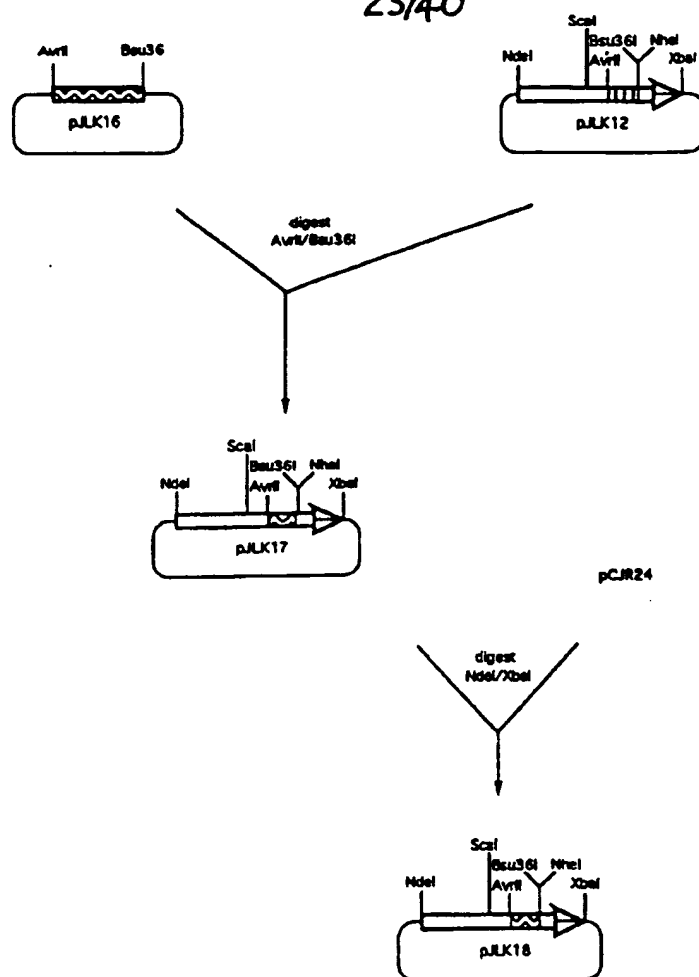 23/40
AvrII Bsu36
pJLK16
ScaI
Bsu36I NheI
NdeI AvrII XbaI
pJLK12
digest
AvrII/Bsu36I
ScaI
Bsu36I NheI
NdeI AvrII XbaI
pJLK17
pCJR24
digest
NdeI/XbaI
ScaI
Bsu36I NheI
NdeI AvrII XbaI
pJLK18